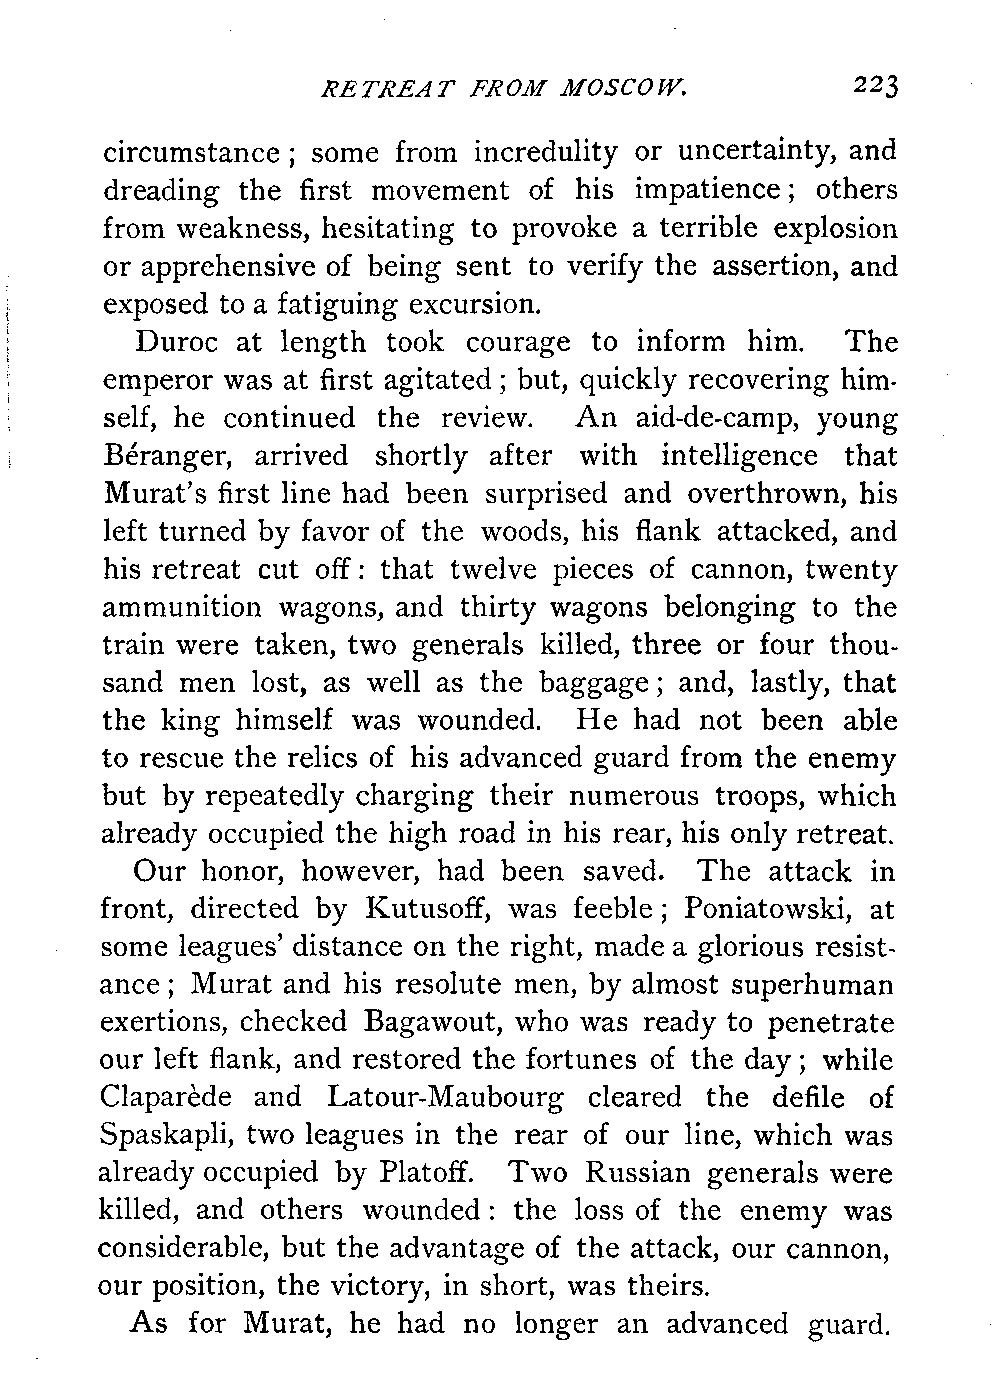 RETREAT FROM MOSCOW. 223
circumstance ; some from incredulity or uncertainty, and
dreading the first movement of his impatience ; others
from weakness, hesitating to provoke a terrible explosion
or apprehensive of being sent to verify the assertion, and
exposed to a fatiguing excursion.
Duroc at length took courage to inform him. The
emperor was at first agitated ; but, quickly recovering him-
self, he continued the review. An aid-de-camp, young
Béranger, arrived shortly after with intelligence that
Murat's first line had been surprised and overthrown, his
left turned by favor of the woods, his flank attacked, and
his retreat cut off : that twelve pieces of cannon, twenty
ammunition wagons, and thirty wagons belonging to the
train were taken, two generals killed, three or four thou-
sand men lost, as well as the baggage ; and, lastly, that
the king himself was wounded. He had not been able
to rescue the relics of his advanced guard from the enemy
but by repeatedly charging their numerous troops, which
already occupied the high road in his rear, his only retreat.
Our honor, however, had been saved. The attack in
front, directed by Kutusoff, was feeble ; Poniatowski, at
some leagues' distance on the right, made a glorious resist-
ance ; Murat and his resolute men, by almost superhuman
exertions, checked Bagawout, who was ready to penetrate
our left flank, and restored the fortunes of the day ; while
Claparède and Latour-Maubourg cleared the defile of
Spaskapli, two leagues in the rear of our line, which was
already occupied by Platoff. Two Russian generals were
killed, and others wounded : the loss of the enemy was
considerable, but the advantage of the attack, our cannon,
our position, the victory, in short, was theirs.
As for Murat, he had no longer an advanced guard.